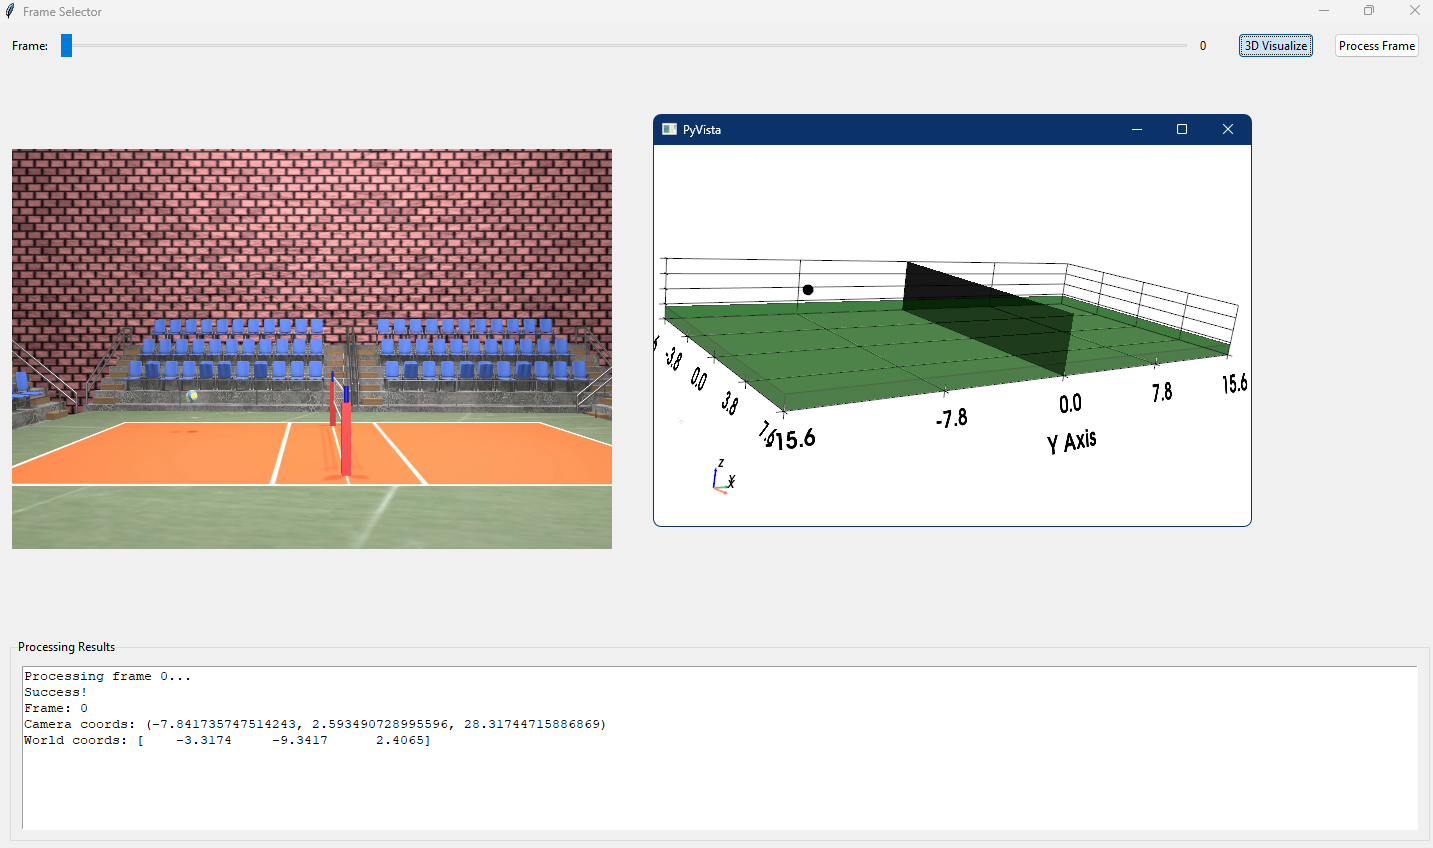 Frame Selector
Frame:
0
3D Visualize
Process Frame
PyVista
-3.8
0.0
3.8
7.6
-15.6
-7.8
0.0
7.8
15.6
Y Axis
Z
Y
X
Processing Results
Processing frame 0...
Success!
Frame: 0
Camera coords: (-7.841735747514243, 2.593490728995596, 28.31744715886869)
World coords: [    -3.3174     -9.3417      2.4065]